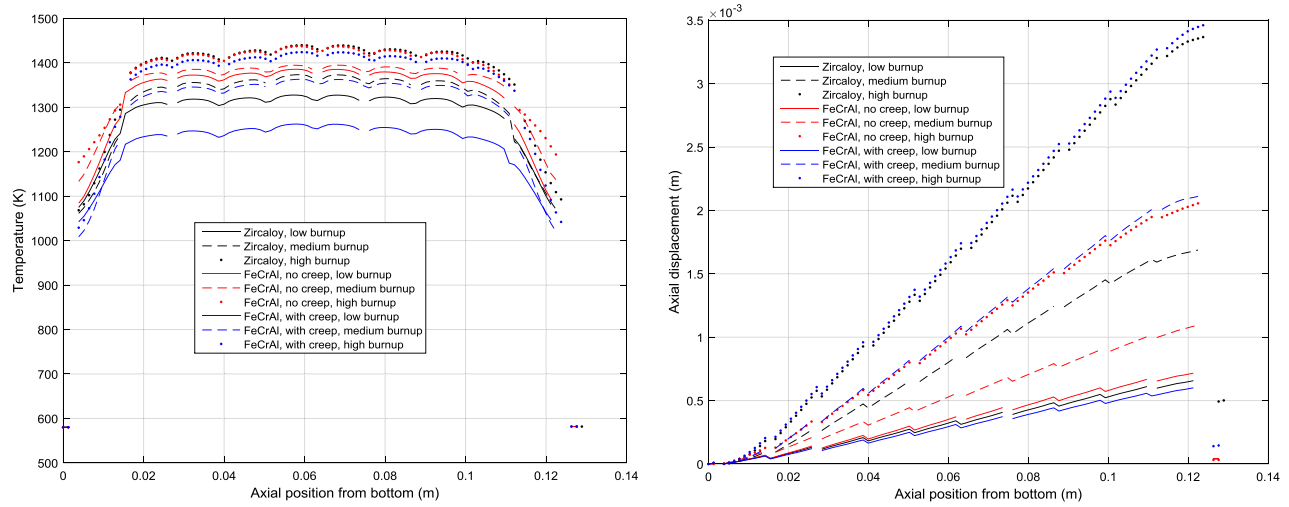 1500
1400
1300
1200
1100
1000
900
800
700
600
500
Temperature (K)
0
0.02
0.04
0.06
0.08
0.1
0.12
0.14
Axial position from bottom (m)
Zircaloy, low burnup
Zircaloy, medium burnup
Zircaloy, high burnup
FeCrAl, no creep, low burnup
FeCrAl, no creep, medium burnup
FeCrAl, no creep, high burnup
FeCrAl, with creep, low burnup
FeCrAl, with creep, medium burnup
FeCrAl, with creep, high burnup
×10-3
3.5
3
2.5
2
1.5
1
0.5
0
Axial displacement (m)
0
0.02
0.04
0.06
0.08
0.1
0.12
0.14
Axial position from bottom (m)
Zircaloy, low burnup
Zircaloy, medium burnup
Zircaloy, high burnup
FeCrAl, no creep, low burnup
FeCrAl, no creep, medium burnup
FeCrAl, no creep, high burnup
FeCrAl, with creep, low burnup
FeCrAl, with creep, medium burnup
FeCrAl, with creep, high burnup